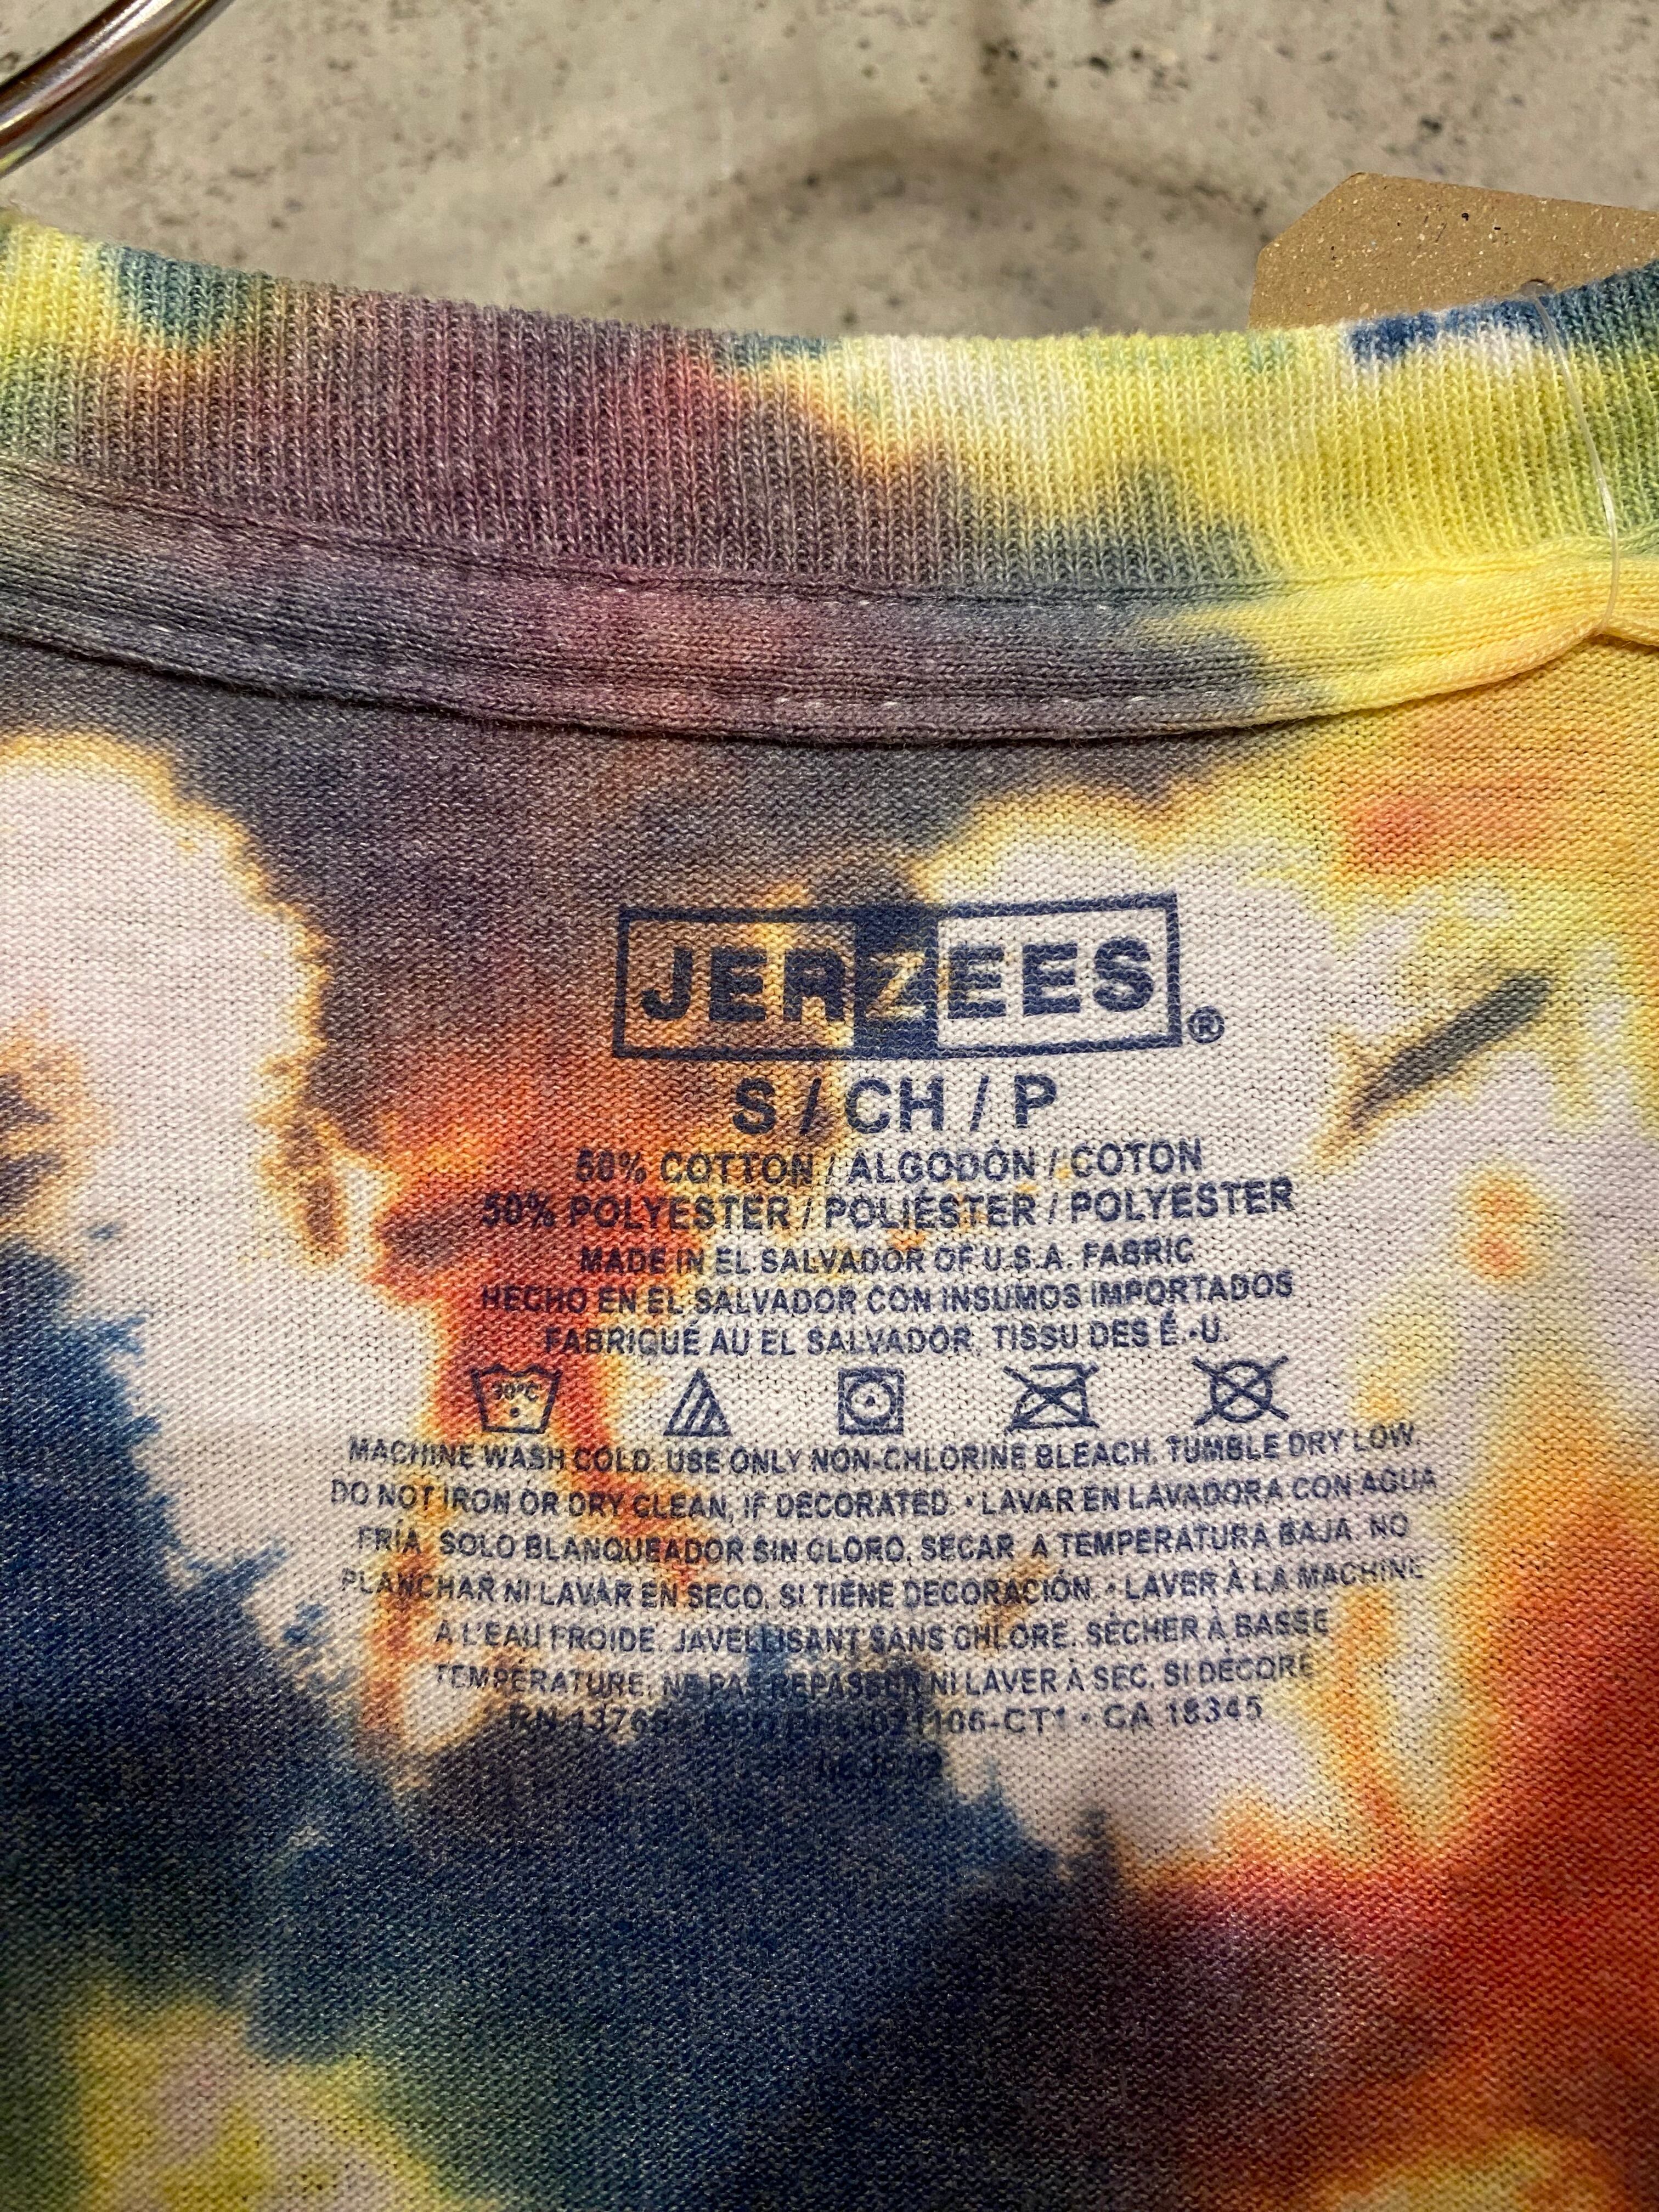 JERZEES®
S / CH / P
50% COTTON / ALGODÓN / COTON
50% POLYESTER / POLIÉSTER / POLYESTER
MADE IN EL SALVADOR OF U.S.A. FABRIC
HECHO EN EL SALVADOR CON INSUMOS IMPORTADOS
FABRIQUÉ AU EL SALVADOR, TISSU DES É.-U.
30°C
MACHINE WASH COLD. USE ONLY NON-CHLORINE BLEACH. TUMBLE DRY LOW.
DO NOT IRON OR DRY CLEAN, IF DECORATED. • LAVAR EN LAVADORA CON AGUA
FRÍA. SOLO BLANQUEADOR SIN CLORO. SECAR A TEMPERATURA BAJA. NO
PLANCHAR NI LAVAR EN SECO, SI TIENE DECORACIÓN. • LAVER À LA MACHINE
À L'EAU FROIDE. JAVELLISANT SANS CHLORE. SÉCHER À BASSE
TEMPÉRATURE. NE PAS REPASSER NI LAVER À SEC, SI DÉCORÉ
RN • CA 18345